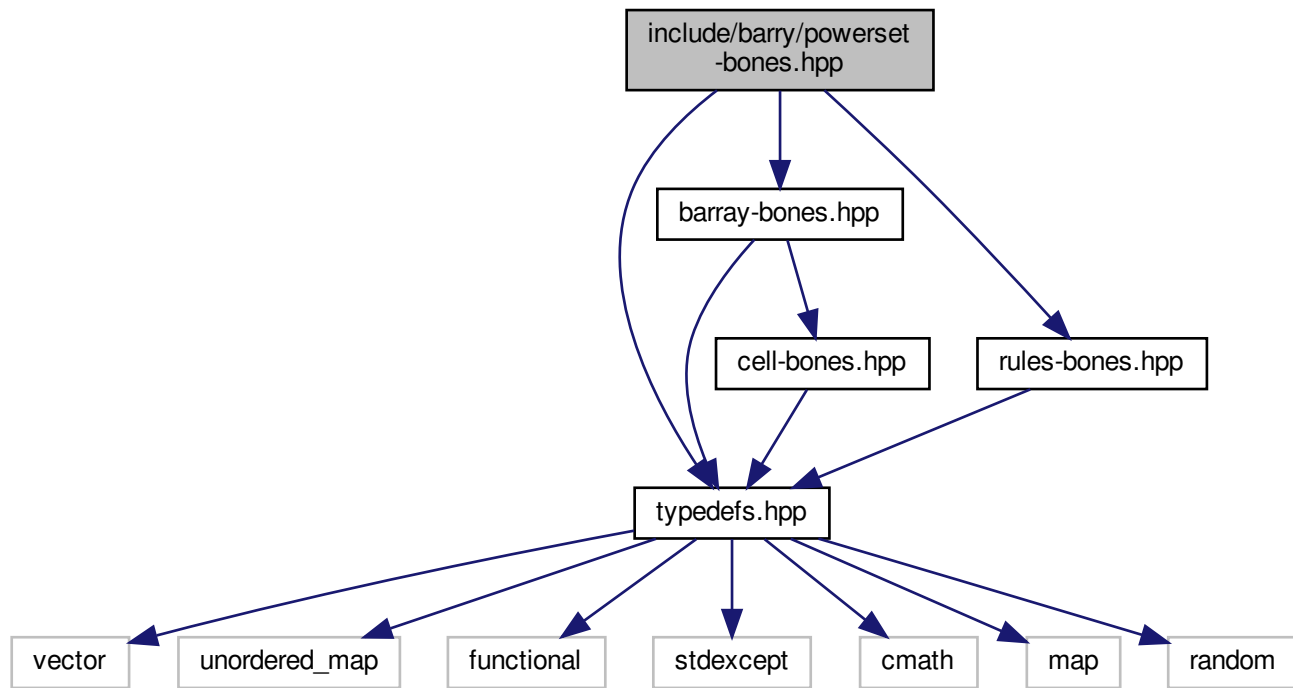 include/barry/powerset
-bones.hpp
barray-bones.hpp
cell-bones.hpp
rules-bones.hpp
typedefs.hpp
vector
unordered_map
functional
stdexcept
cmath
map
random